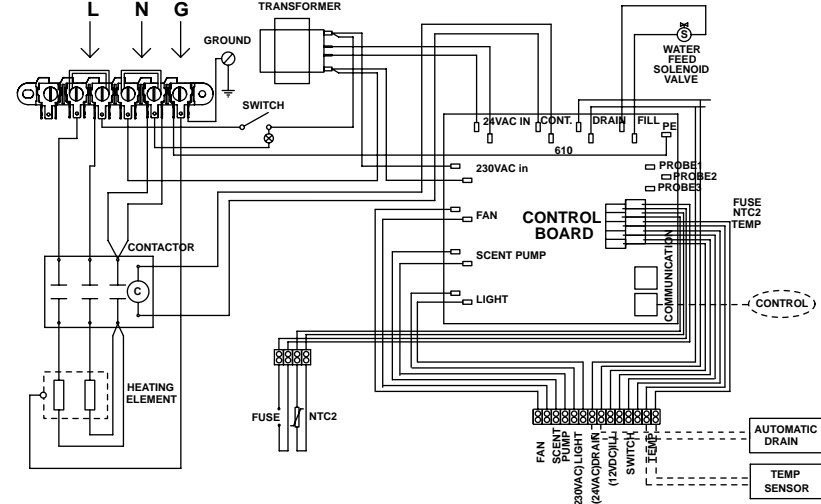 L N G
TRANSFORMER
GROUND
SWITCH
S
WATER
FEED
SOLENOID
VALVE
24VAC IN CONT. DRAIN FILL
PE
610
230VAC in
PROBE1
PROBE2
PROBE3
FAN
CONTROL
BOARD
FUSE
NTC2
TEMP
SCENT PUMP
LIGHT
COMMUNICATION
CONTROL
CONTACTOR
C
HEATING
ELEMENT
FUSE
NTC2
FAN
SCENT
PUMP
230VAC) LIGHT
(24VAC)DRAIN
(12VDC)ILL
SWITCH
TEMP
AUTOMATIC
DRAIN
TEMP
SENSOR